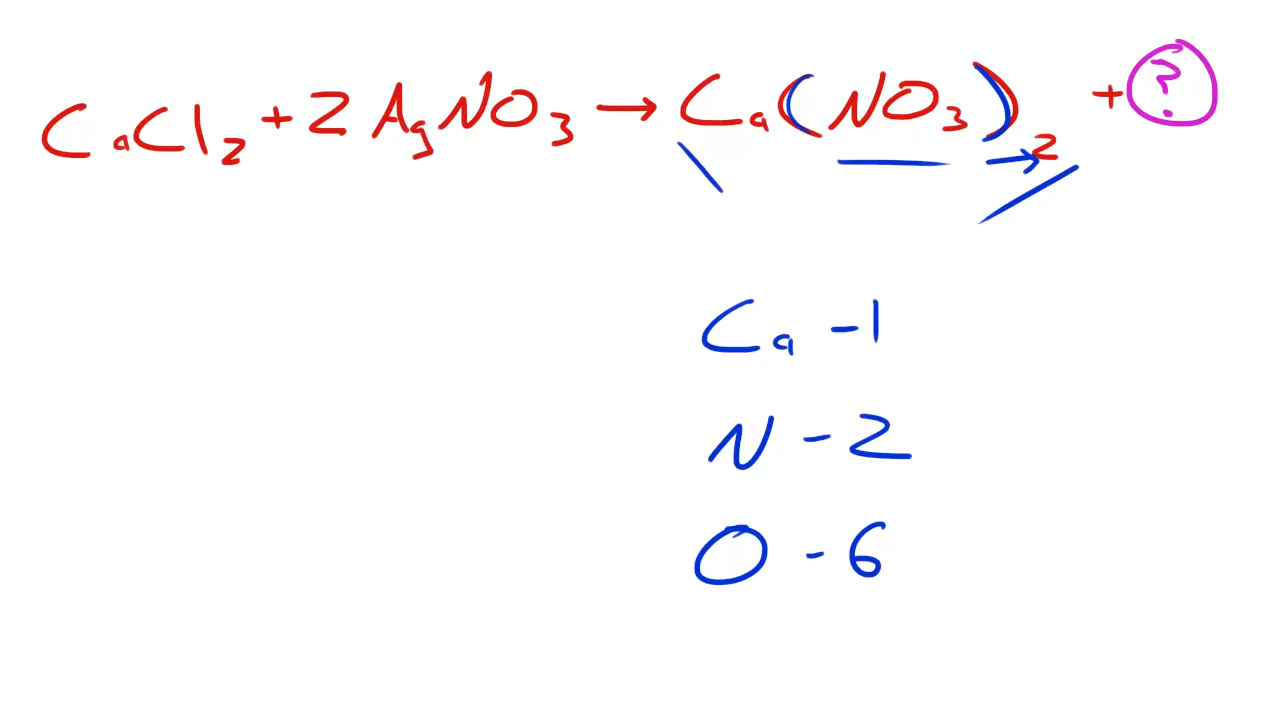 CaCl₂ + 2 AgNO₃ → Ca(NO₃)₂ + ?
Ca - 1
N - 2
O - 6